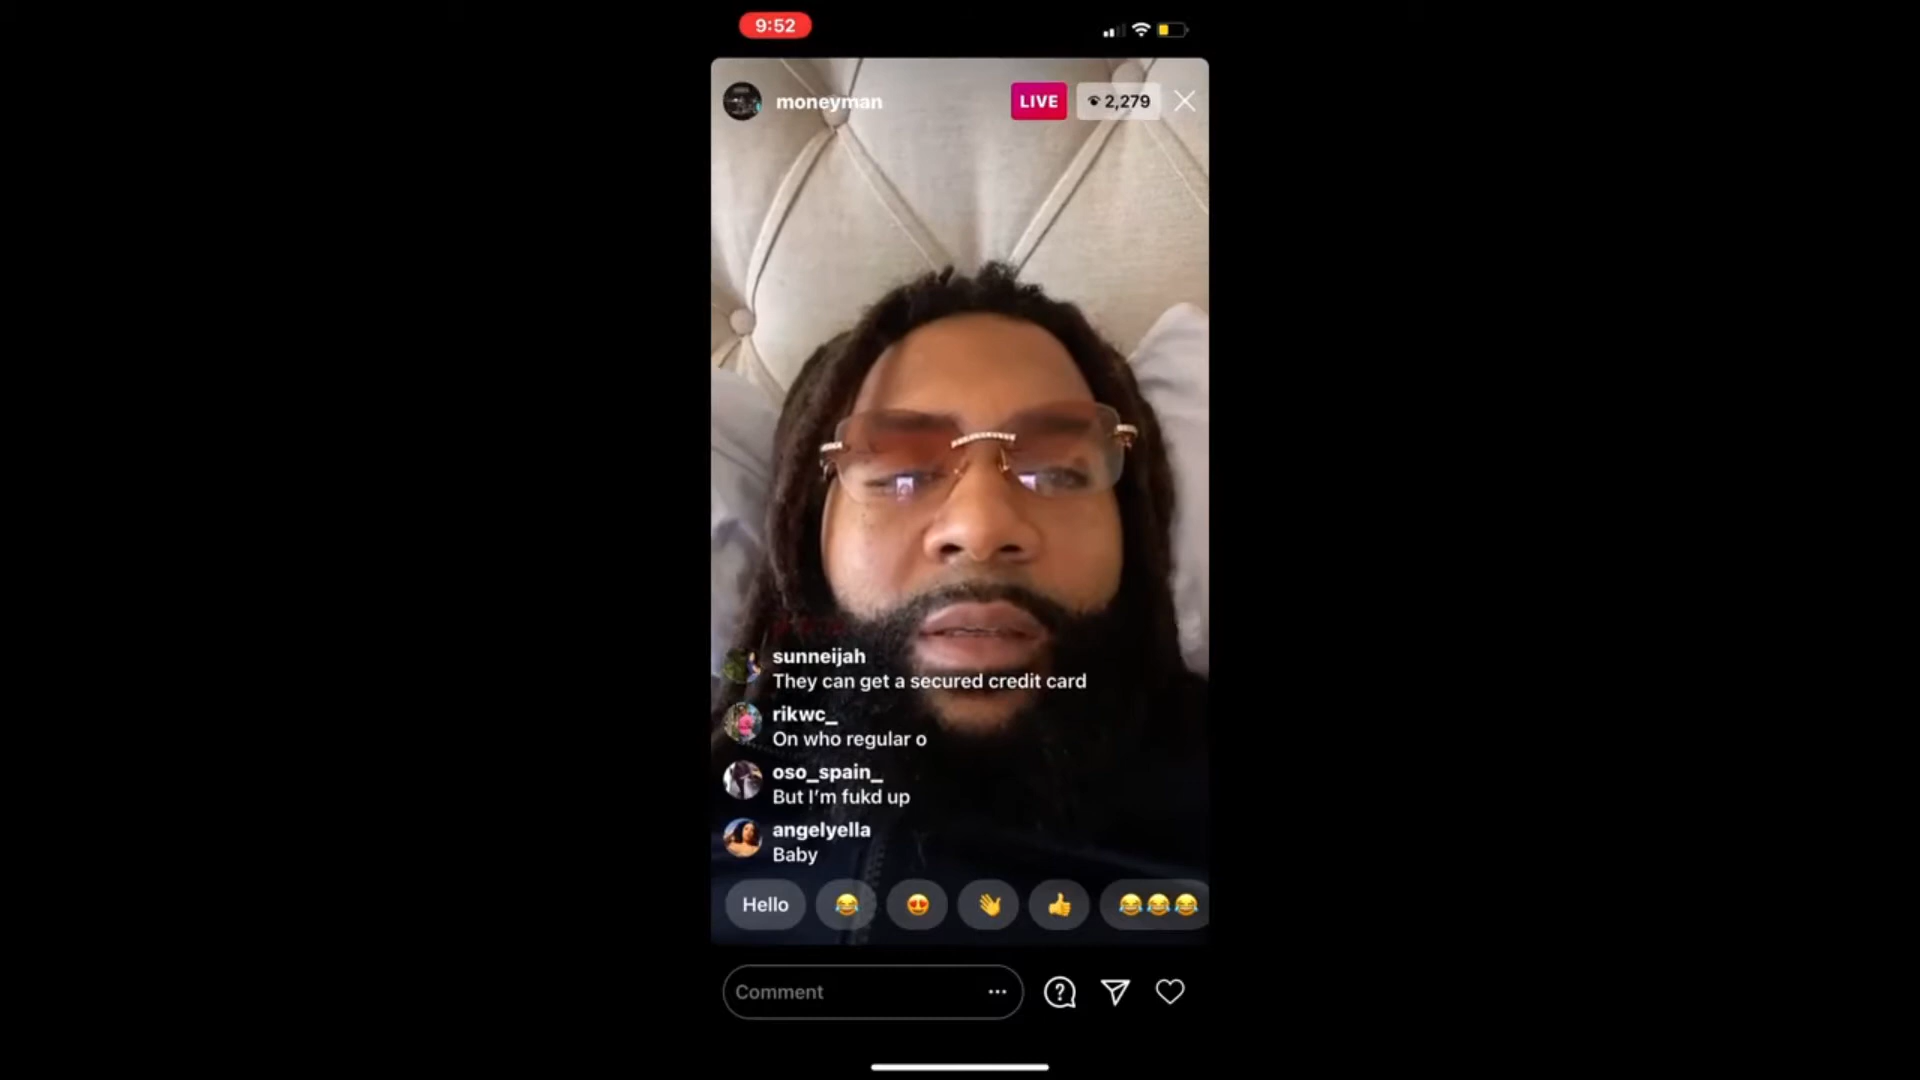 9:52
moneyman
LIVE
2,279
sunneijah
They can get a secured credit card
rikwc_
On who regular o
oso_spain_
But I'm fukd up
angelyella
Baby
Hello
Comment